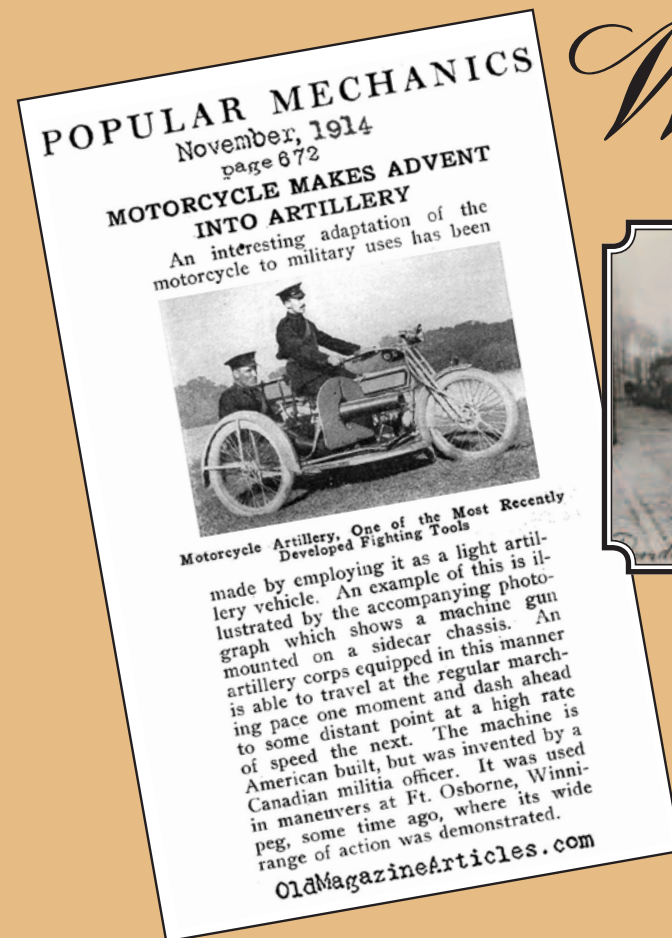 POPULAR MECHANICS
November, 1914
page 672
MOTORCYCLE MAKES ADVENT
INTO ARTILLERY
An interesting adaptation of the
motorcycle to military uses has been
Motorcycle Artillery, One of the Most Recently
Developed Fighting Tools
made by employing it as a light artil-
lery vehicle. An example of this is il-
lustrated by the accompanying photo-
graph which shows a machine gun
mounted on a sidecar chassis. An
artillery corps equipped in this manner
is able to travel at the regular march-
ing pace one moment and dash ahead
to some distant point at a high rate
of speed the next. The machine is
American built, but was invented by a
Canadian militia officer. It was used
in maneuvers at Ft. Osborne, Winni-
peg, some time ago, where its wide
range of action was demonstrated.
OldMagazineArticles.com